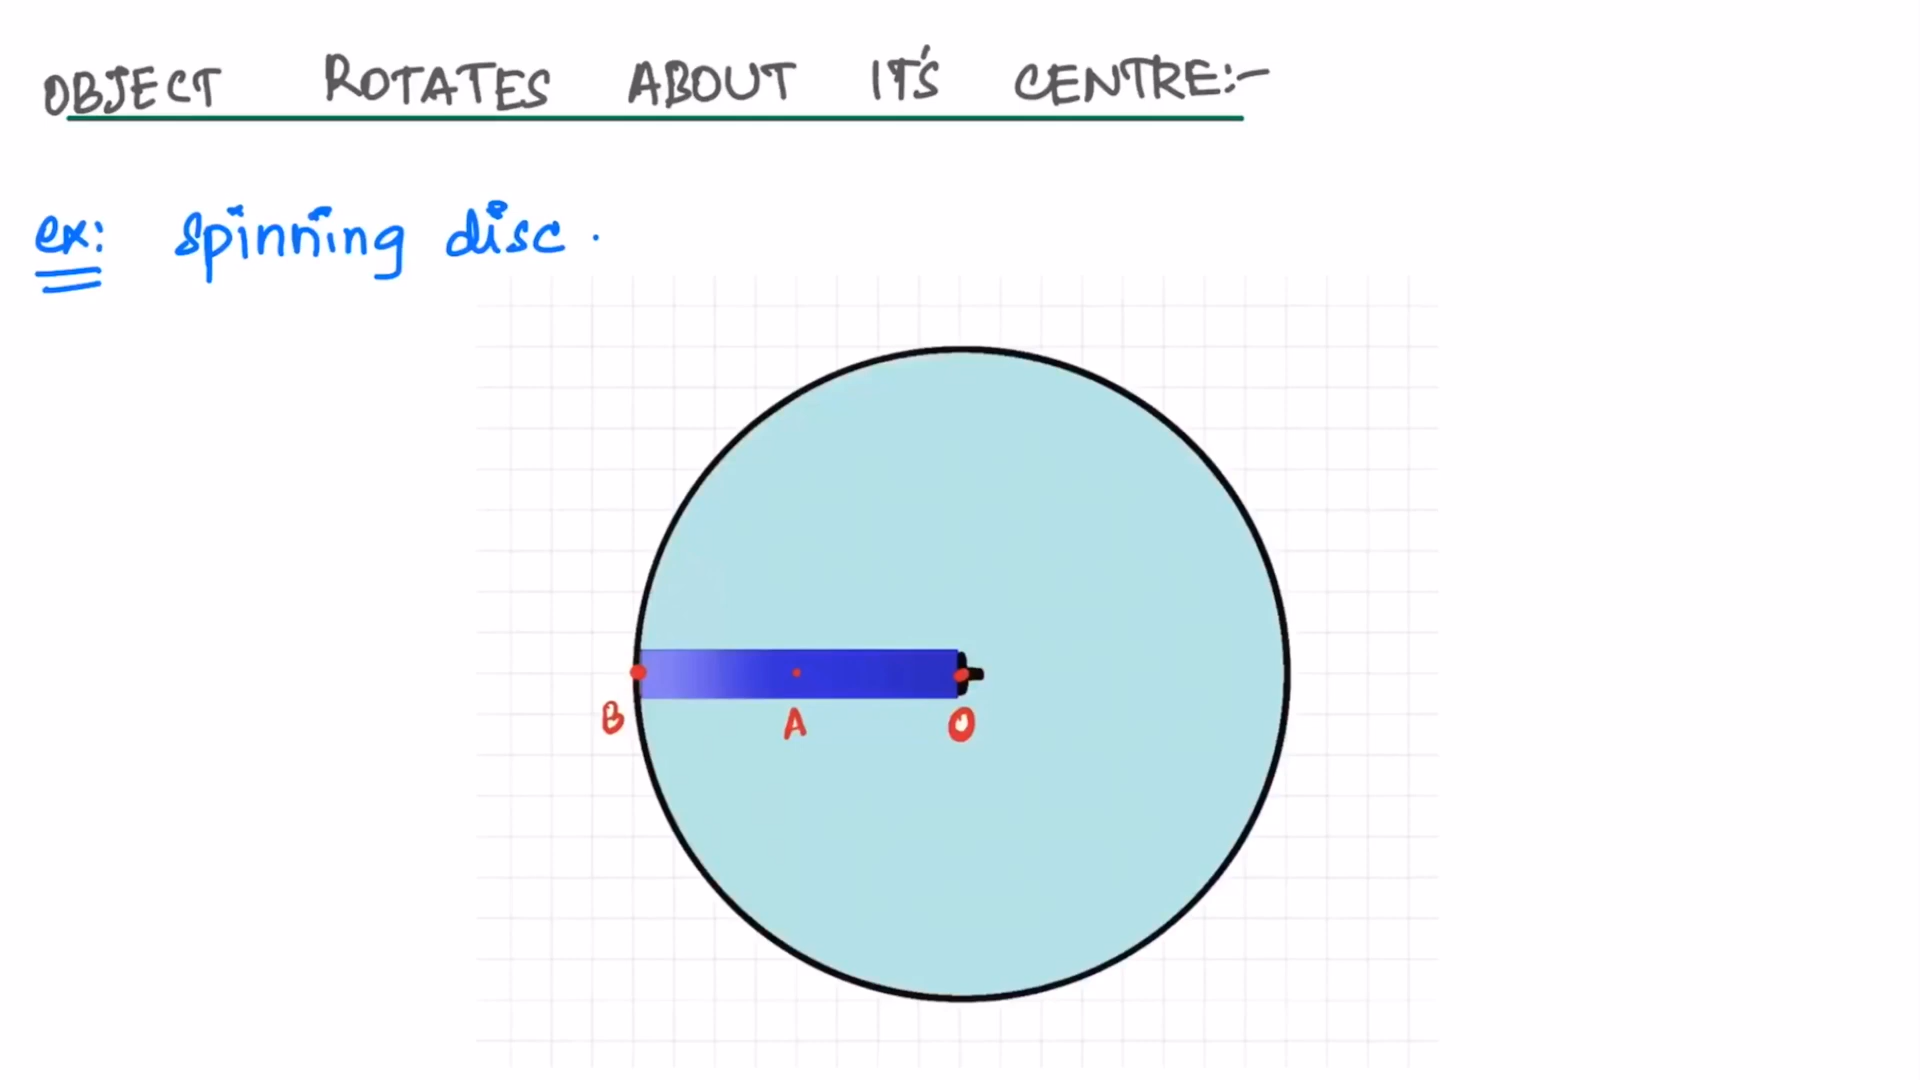 OBJECT ROTATES ABOUT IT'S CENTRE:-
ex: spinning disc.
B A O